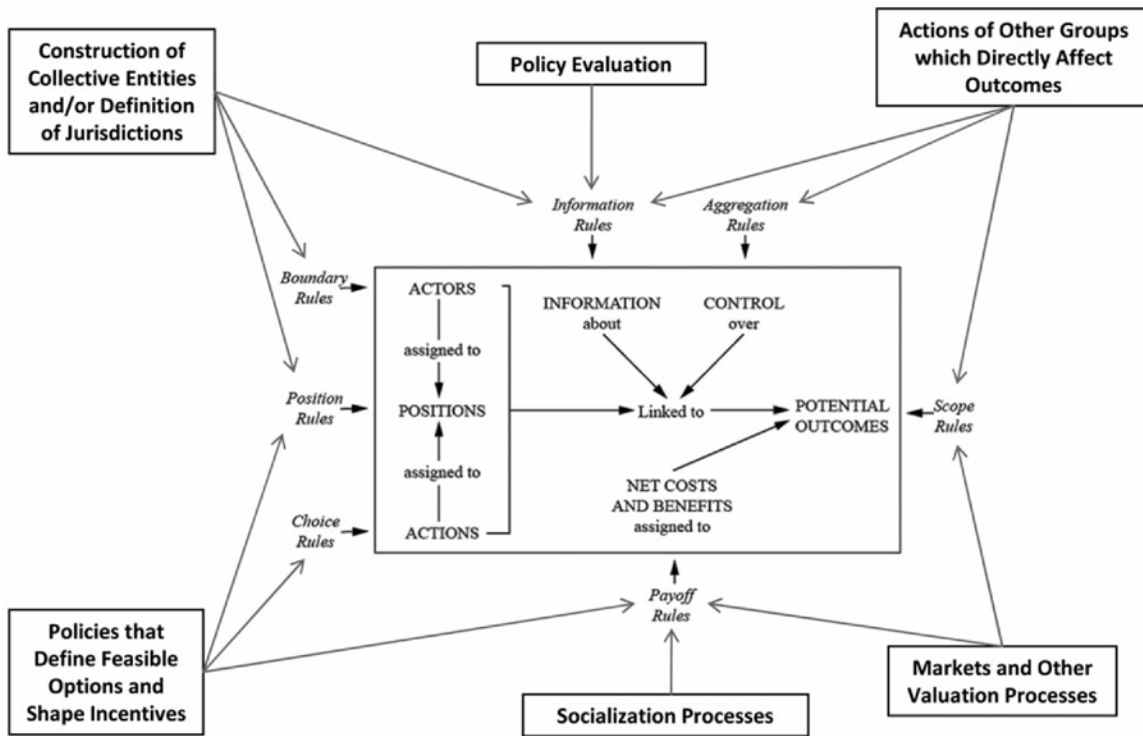 Construction of
Collective Entities
and/or Definition
of Jurisdictions
Policy Evaluation
Actions of Other Groups
which Directly Affect
Outcomes
Information
Rules
Aggregation
Rules
Boundary
Rules
ACTORS
assigned to
POSITIONS
assigned to
ACTIONS
INFORMATION
about
CONTROL
over
Position
Rules
Linked to
POTENTIAL
OUTCOMES
Scope
Rules
NET COSTS
AND BENEFITS
assigned to
Choice
Rules
Payoff
Rules
Policies that
Define Feasible
Options and
Shape Incentives
Socialization Processes
Markets and Other
Valuation Processes